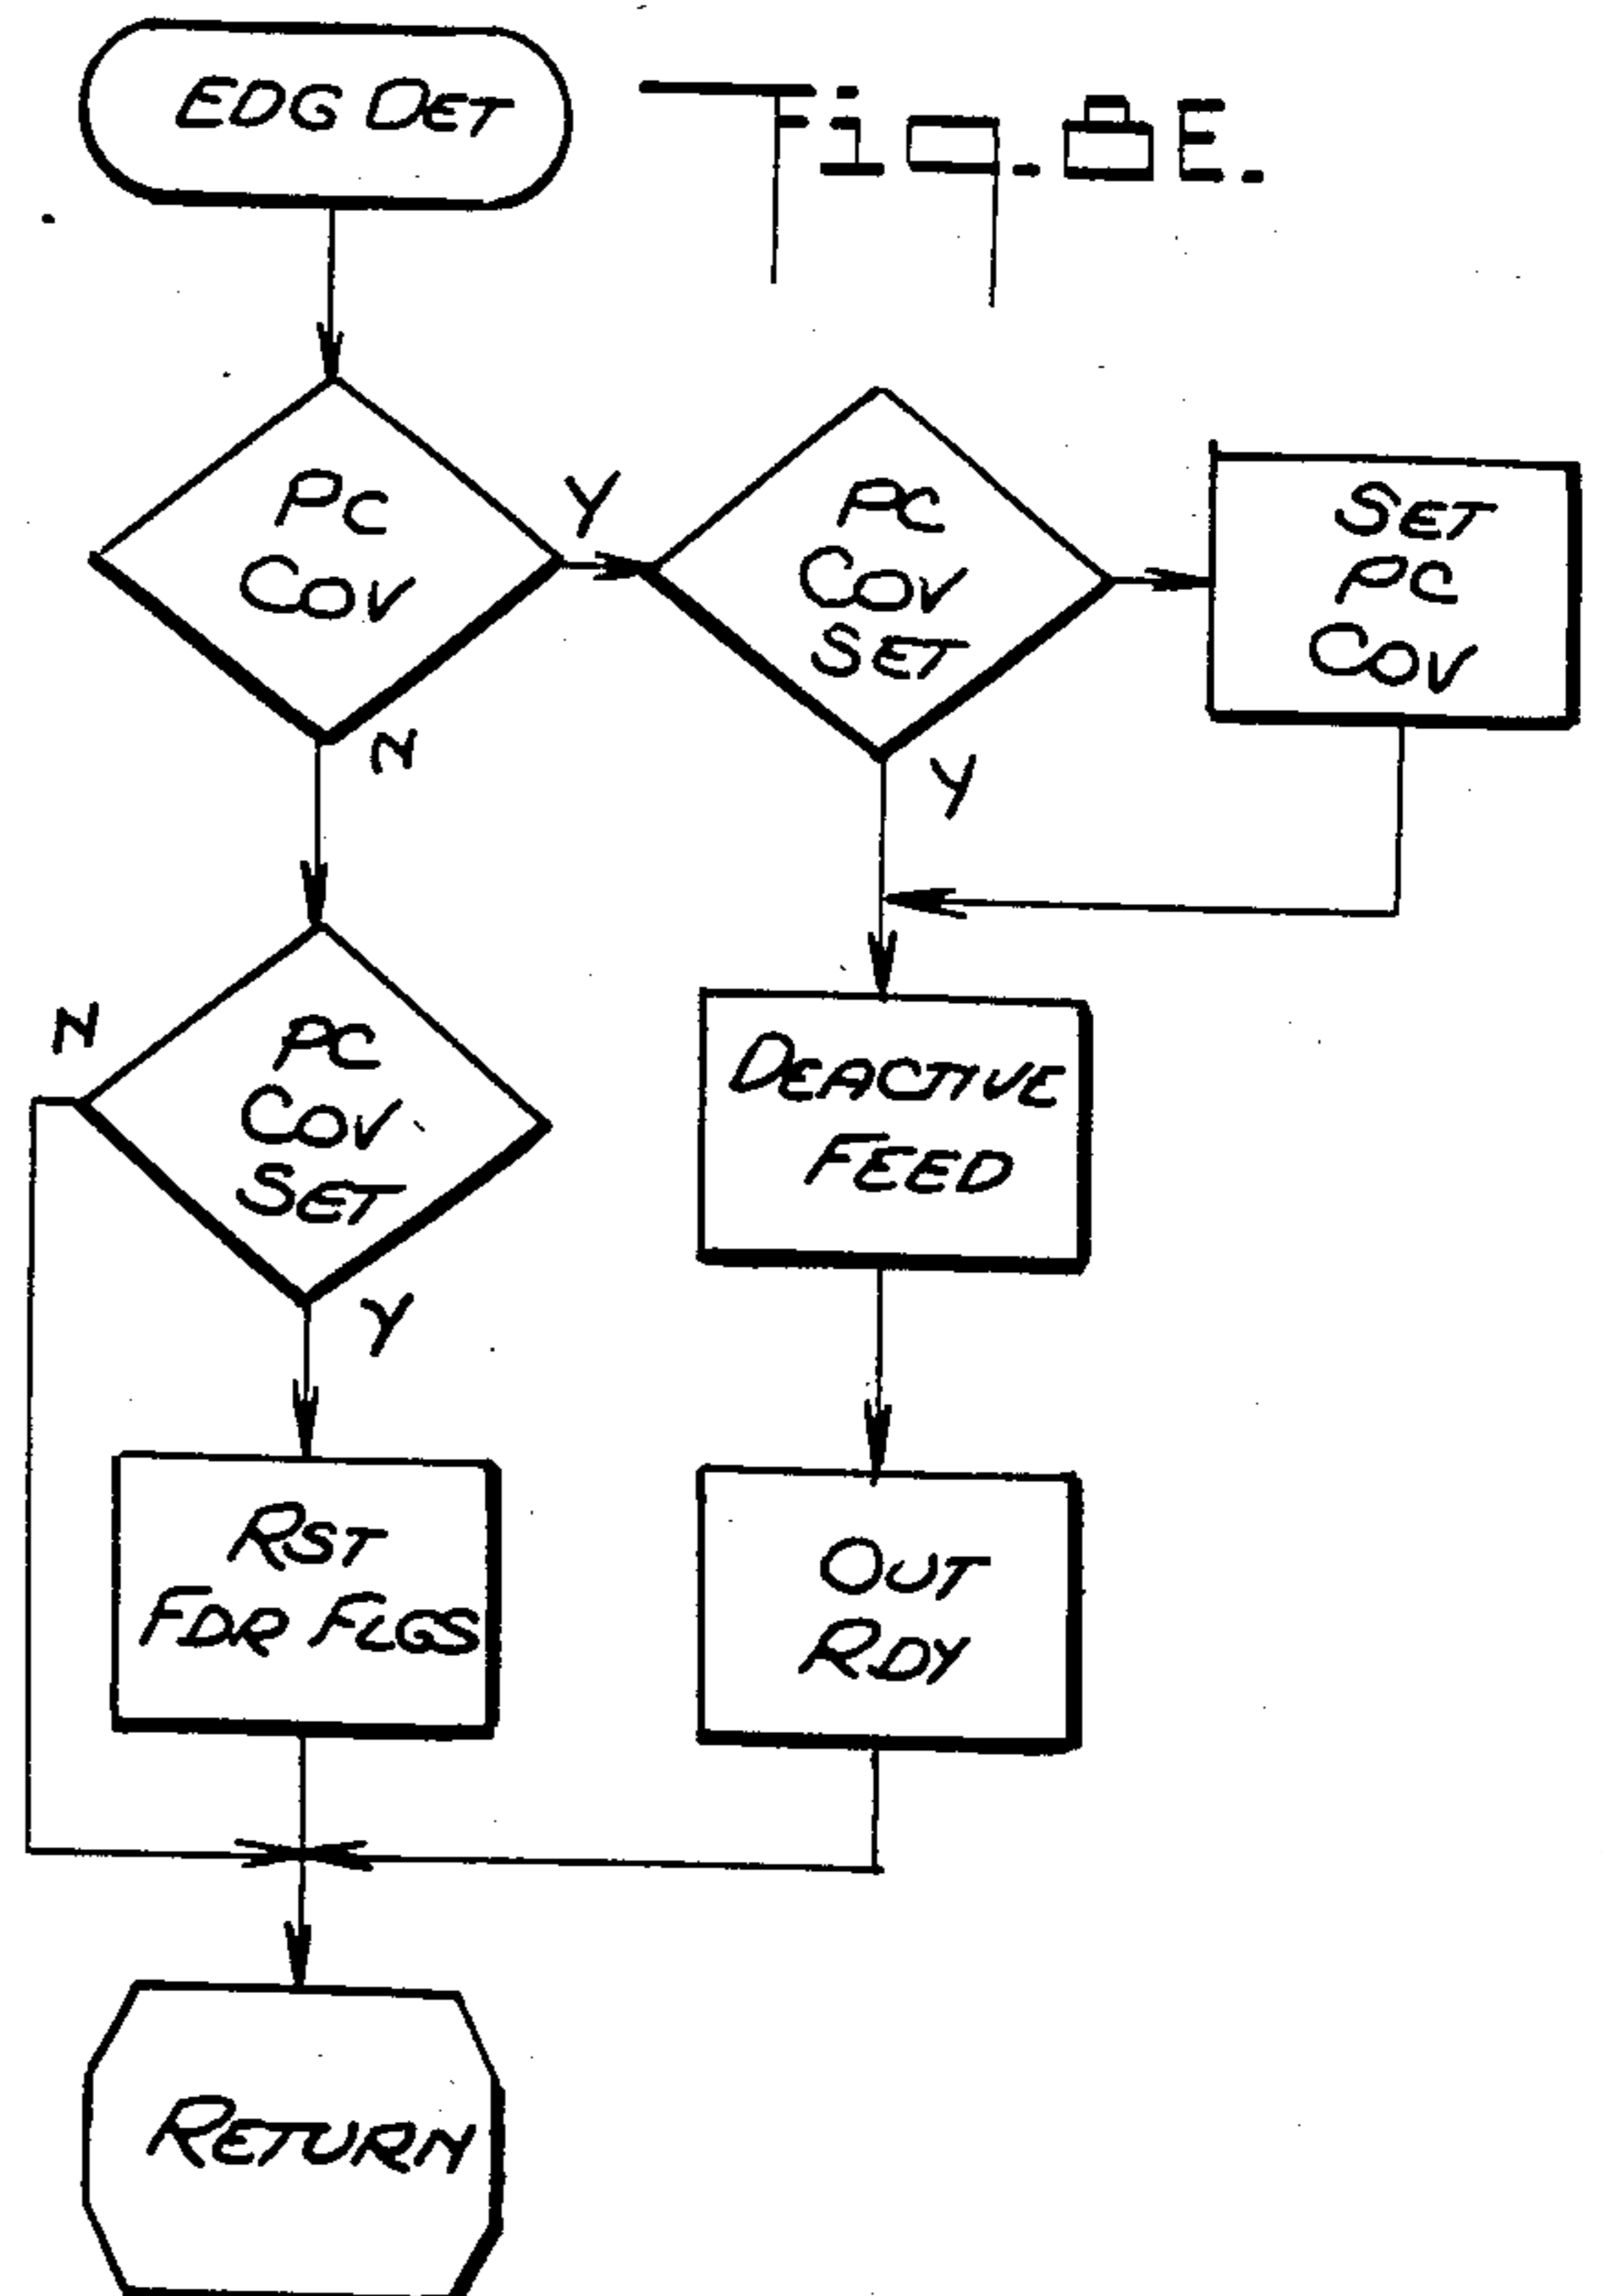 EDG DET
Fig. 8E.
PC
COV
Y
N
PC
COV
SET
Y
SET
PC
COV
N
PC
COV
SET
Y
DEACTIVE
FEED
RST
FDR FLGS
OUT
RDY
RETURN